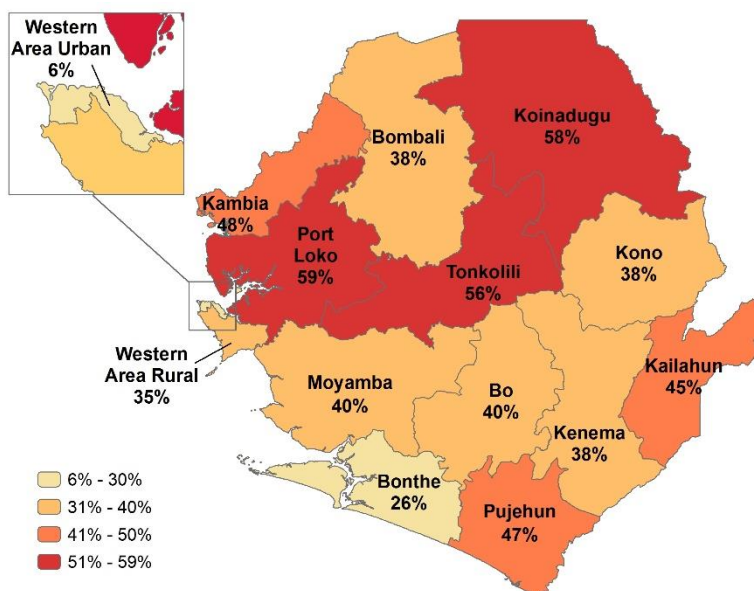 Western
Area Urban
6%
Koinadugu
58%
Bombali
38%
Kambia
48%
Port
Loko
59%
Kono
38%
Tonkolili
56%
Western
Area Rural
35%
Kailahun
45%
Moyamba
40%
Bo
40%
Kenema
38%
Bonthe
26%
Pujehun
47%
6% - 30%
31% - 40%
41% - 50%
51% - 59%